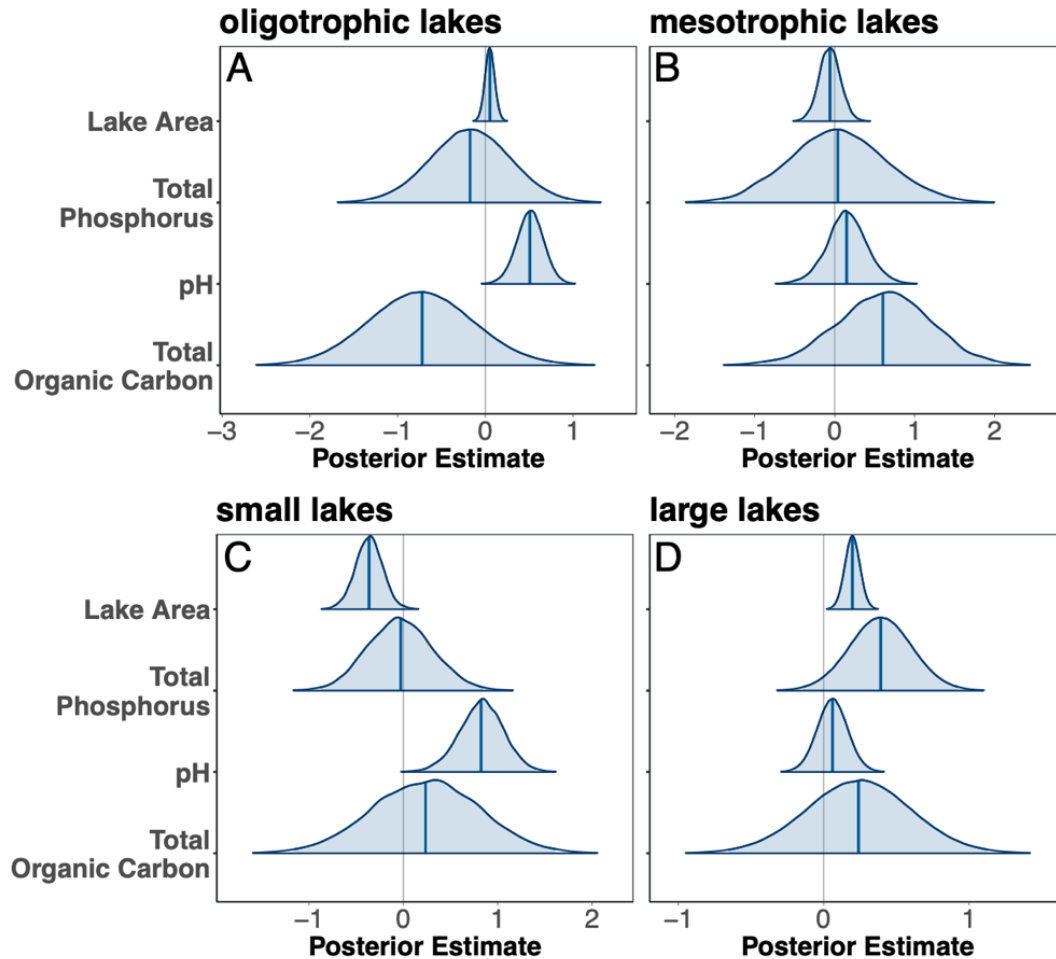 oligotrophic lakes
mesotrophic lakes
A
B
Lake Area
Total
Phosphorus
pH
Total
Organic Carbon
−3 −2 −1 0 1
−2 −1 0 1 2
Posterior Estimate
Posterior Estimate
small lakes
large lakes
C
D
Lake Area
Total
Phosphorus
pH
Total
Organic Carbon
−1 0 1 2
−1 0 1
Posterior Estimate
Posterior Estimate